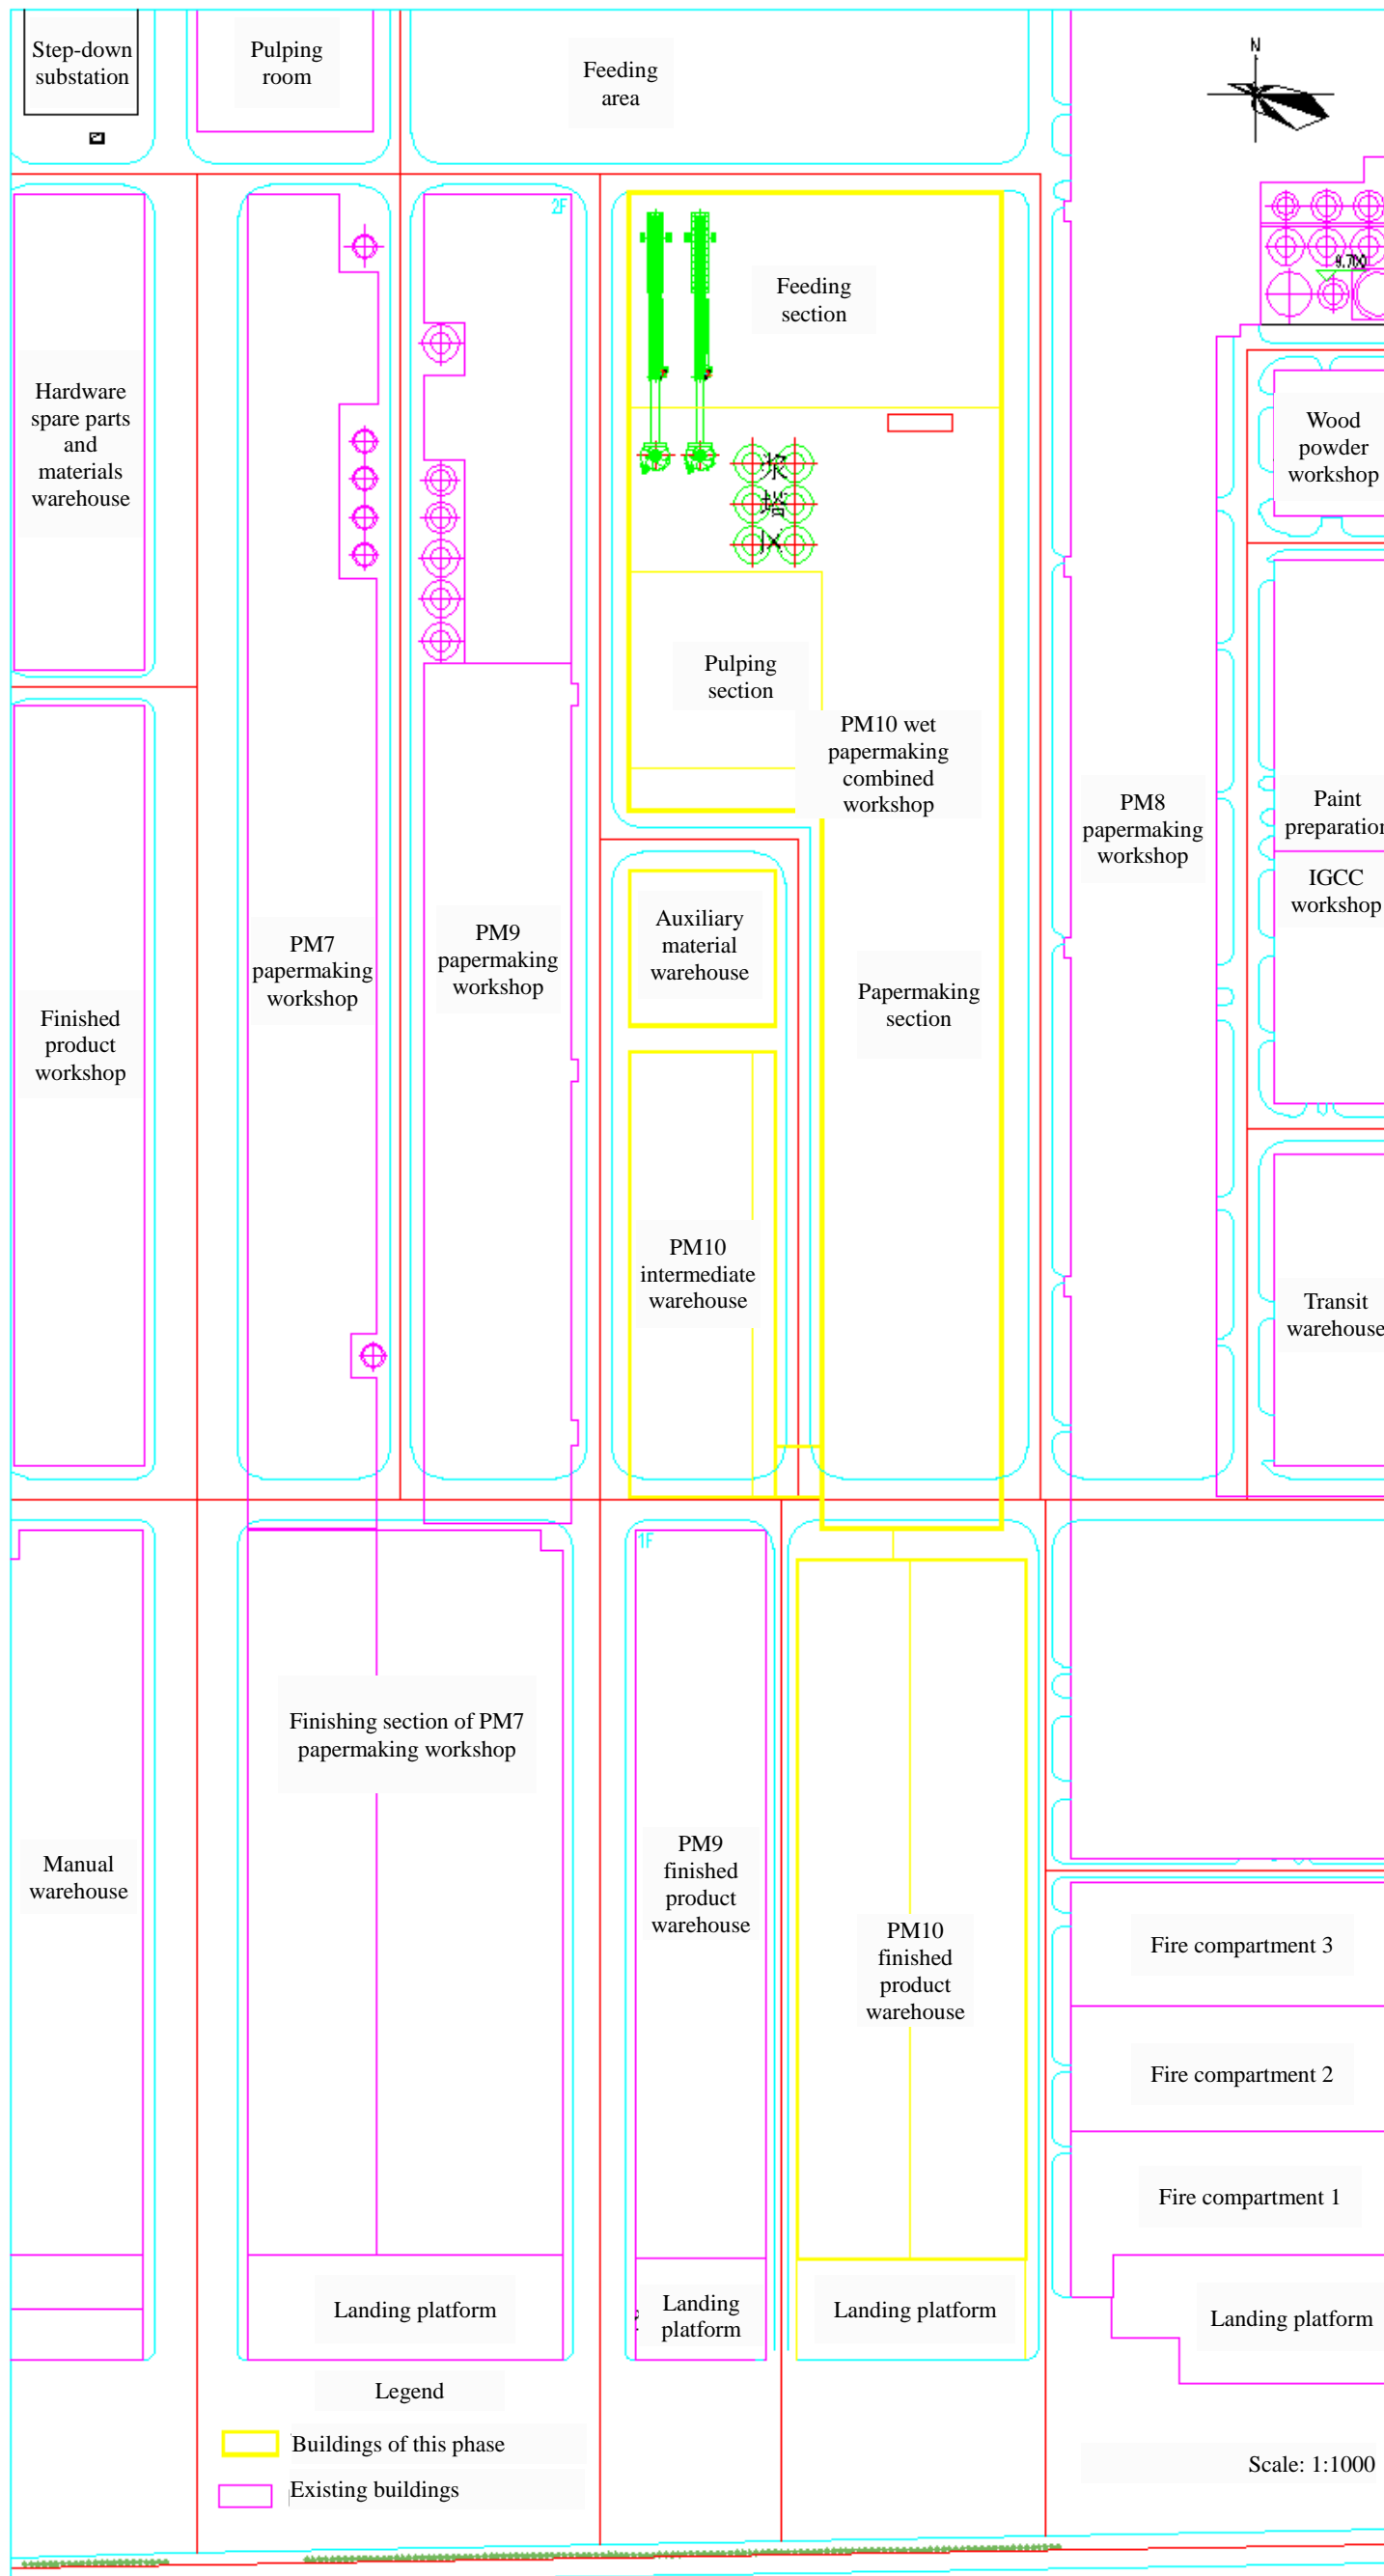 Step-down
substation
Pulping
room
Feeding
area
N
2F
Feeding
section
9.700
Hardware
spare parts
and
materials
warehouse
Wood
powder
workshop
浆
塔
区
Pulping
section
PM10 wet
papermaking
combined
workshop
PM8
papermaking
workshop
Paint
preparation
IGCC
workshop
Auxiliary
material
warehouse
PM7
papermaking
workshop
PM9
papermaking
workshop
Papermaking
section
Finished
product
workshop
PM10
intermediate
warehouse
Transit
warehouse
1F
Finishing section of PM7
papermaking workshop
Manual
warehouse
PM9
finished
product
warehouse
PM10
finished
product
warehouse
Fire compartment 3
Fire compartment 2
Fire compartment 1
Landing platform
Landing
platform
Landing platform
Landing platform
Legend
Buildings of this phase
Existing buildings
Scale: 1:1000